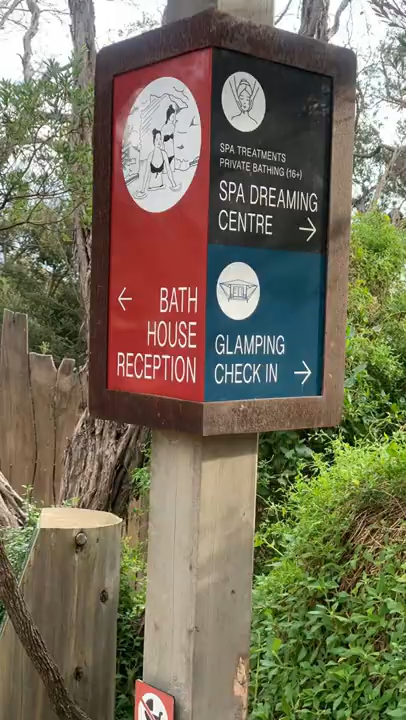 BATH
HOUSE
RECEPTION
SPA TREATMENTS
PRIVATE BATHING (16+)
SPA DREAMING
CENTRE
GLAMPING
CHECK IN